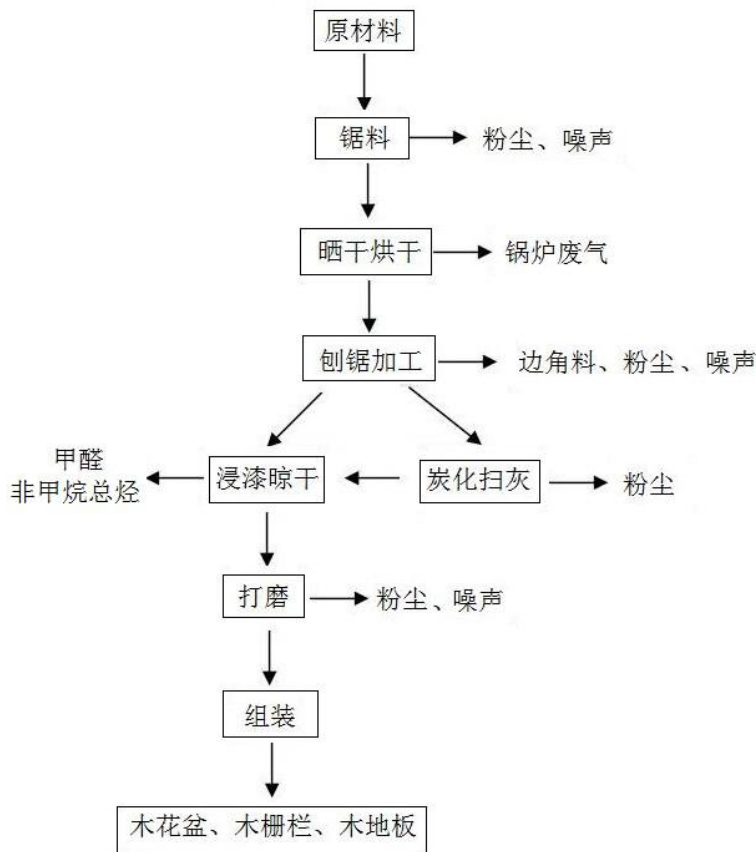 原材料
锯料
粉尘、噪声
晒干烘干
锅炉废气
刨锯加工
边角料、粉尘、噪声
甲醛
非甲烷总烃
浸漆晾干
炭化扫灰
粉尘
打磨
粉尘、噪声
组装
木花盆、木栅栏、木地板